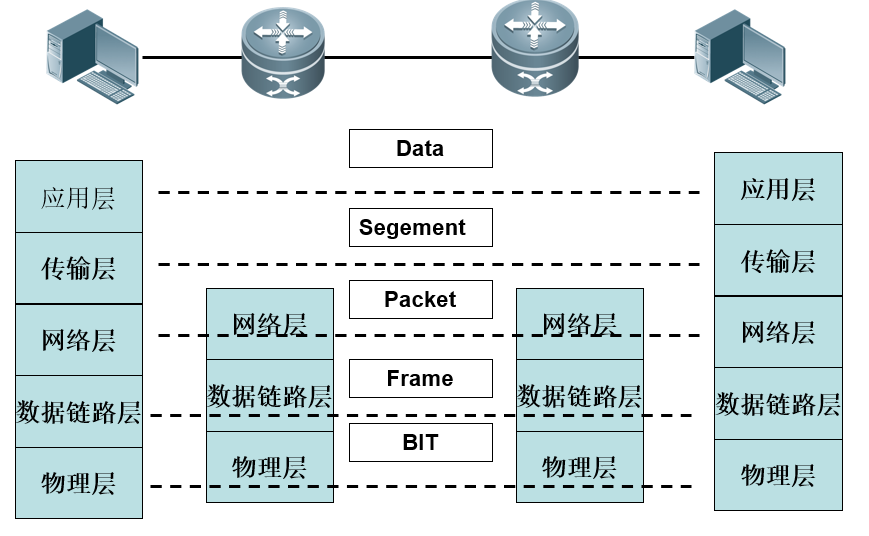 Data
应用层
应用层
Segement
传输层
传输层
Packet
网络层
网络层
网络层
网络层
Frame
数据链路层
数据链路层
数据链路层
数据链路层
BIT
物理层
物理层
物理层
物理层